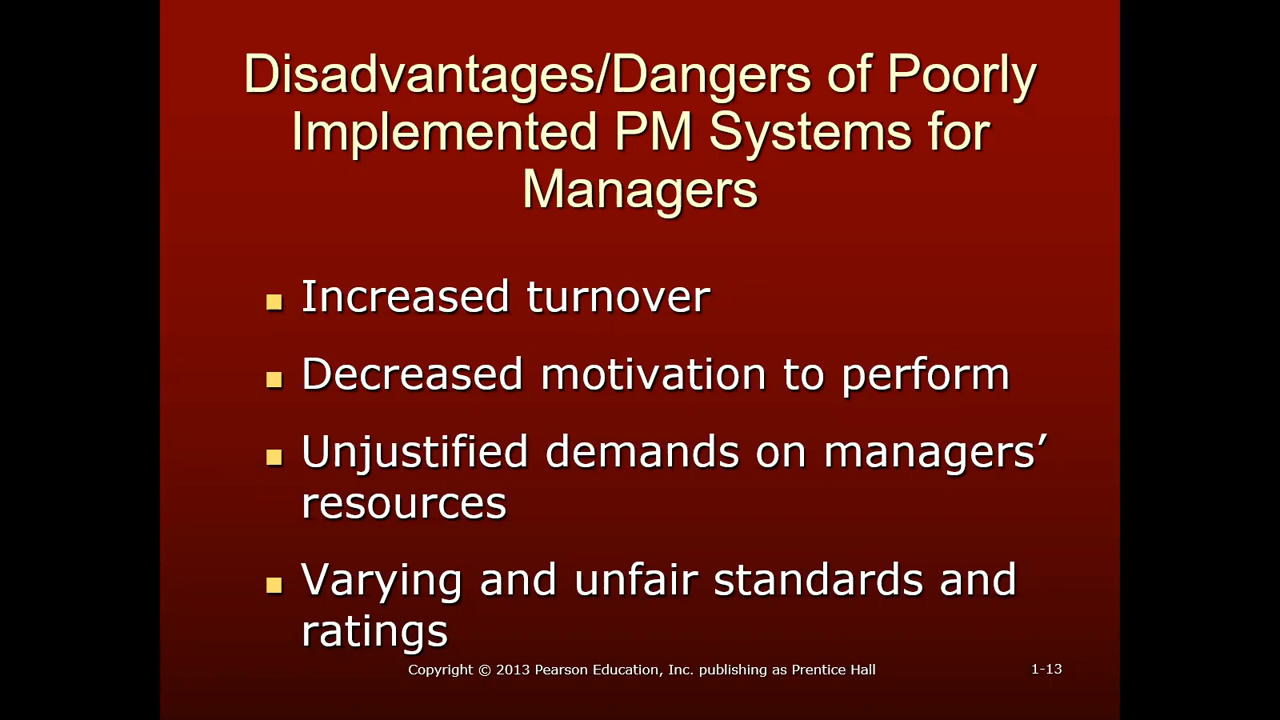 Disadvantages/Dangers of Poorly
Implemented PM Systems for
Managers
Increased turnover
Decreased motivation to perform
Unjustified demands on managers’
resources
Varying and unfair standards and
ratings
Copyright © 2013 Pearson Education, Inc. publishing as Prentice Hall
1-13